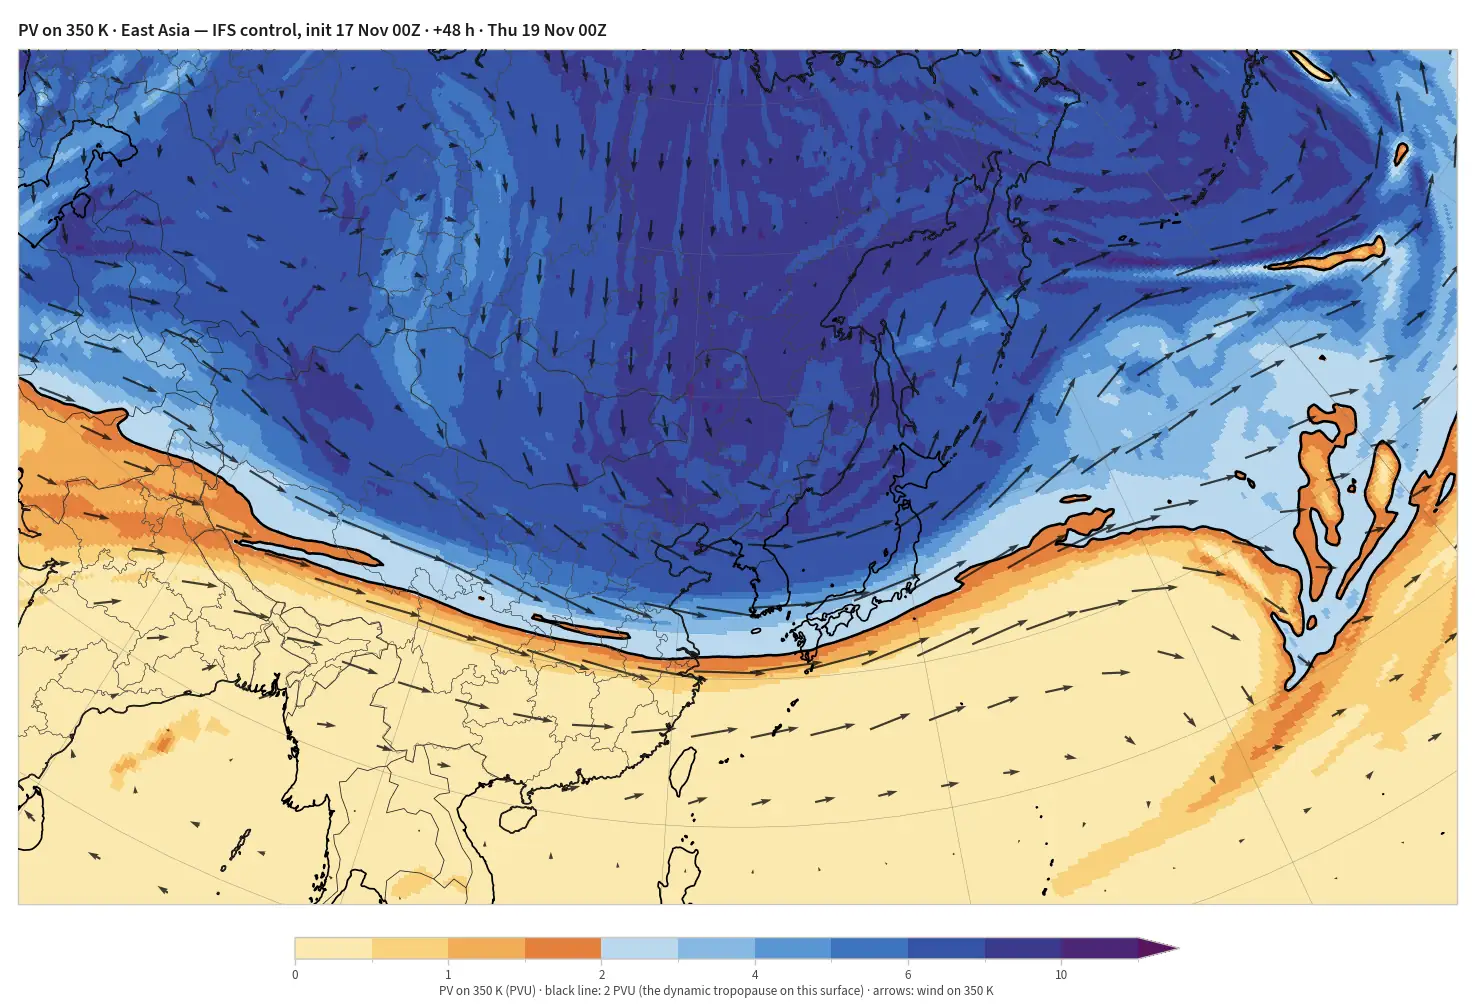 PV on 350 K · East Asia — IFS control, init 17 Nov 00Z · +48 h · Thu 19 Nov 00Z
0 1 2 4 6 10
PV on 350 K (PVU) · black line: 2 PVU (the dynamic tropopause on this surface) · arrows: wind on 350 K